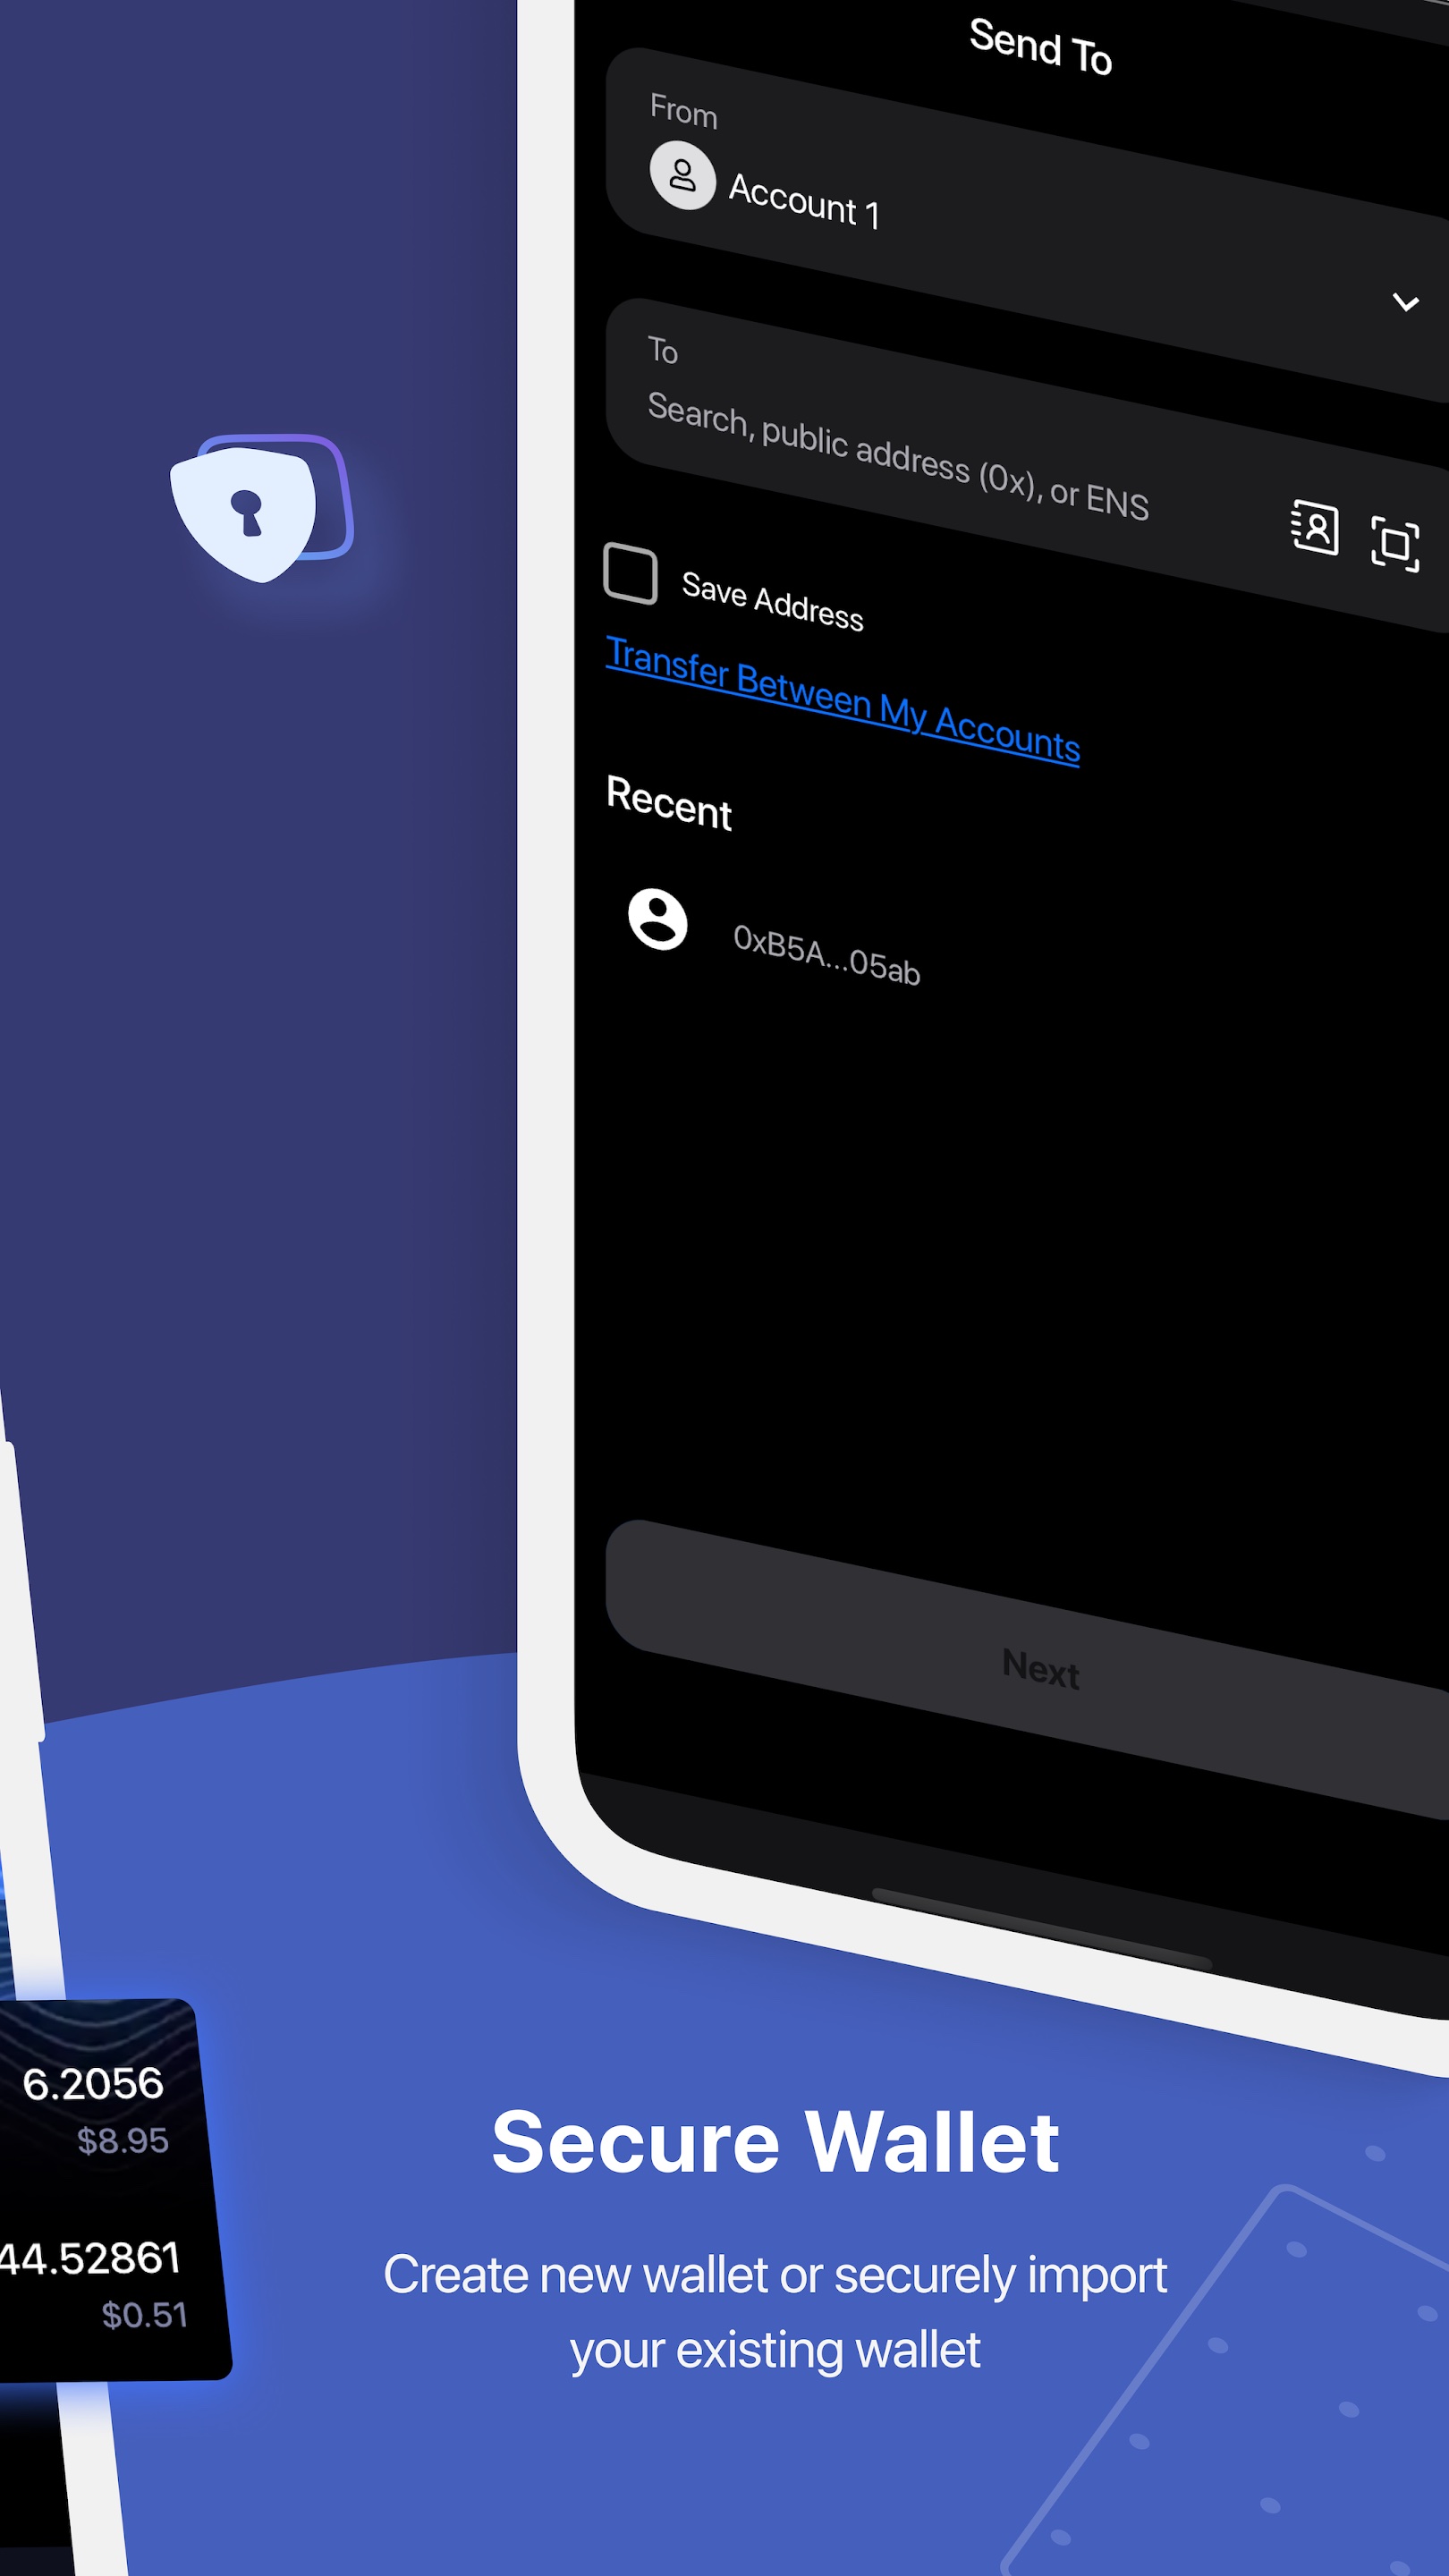 Send To
From
Account 1
To
Search, public address (0x), or ENS
Save Address
Transfer Between My Accounts
Recent
0xB5A...05ab
Next
6.2056
$8.95
44.52861
$0.51
Secure Wallet
Create new wallet or securely import
your existing wallet